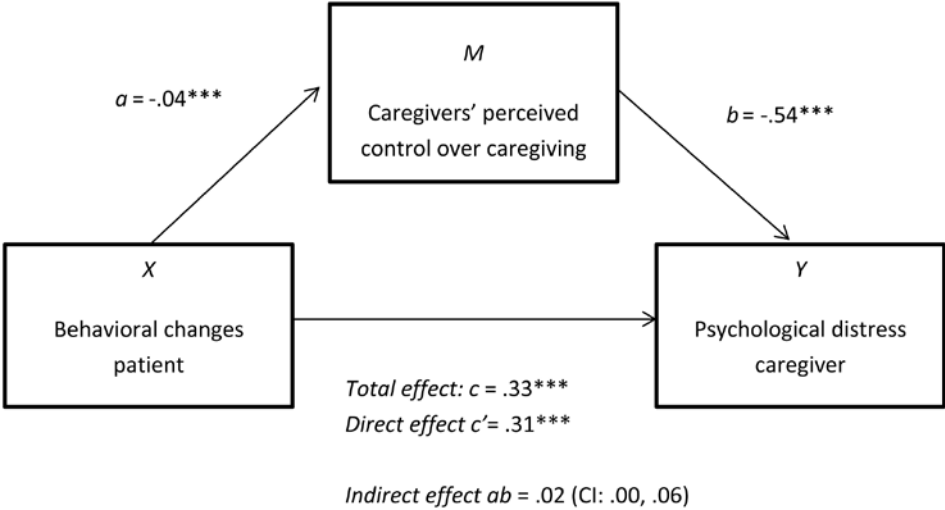 M
Caregivers’ perceived
control over caregiving
a = -.04***
b = -.54***
X
Behavioral changes
patient
Y
Psychological distress
caregiver
Total effect: c = .33***
Direct effect c’= .31***
Indirect effect ab = .02 (CI: .00, .06)